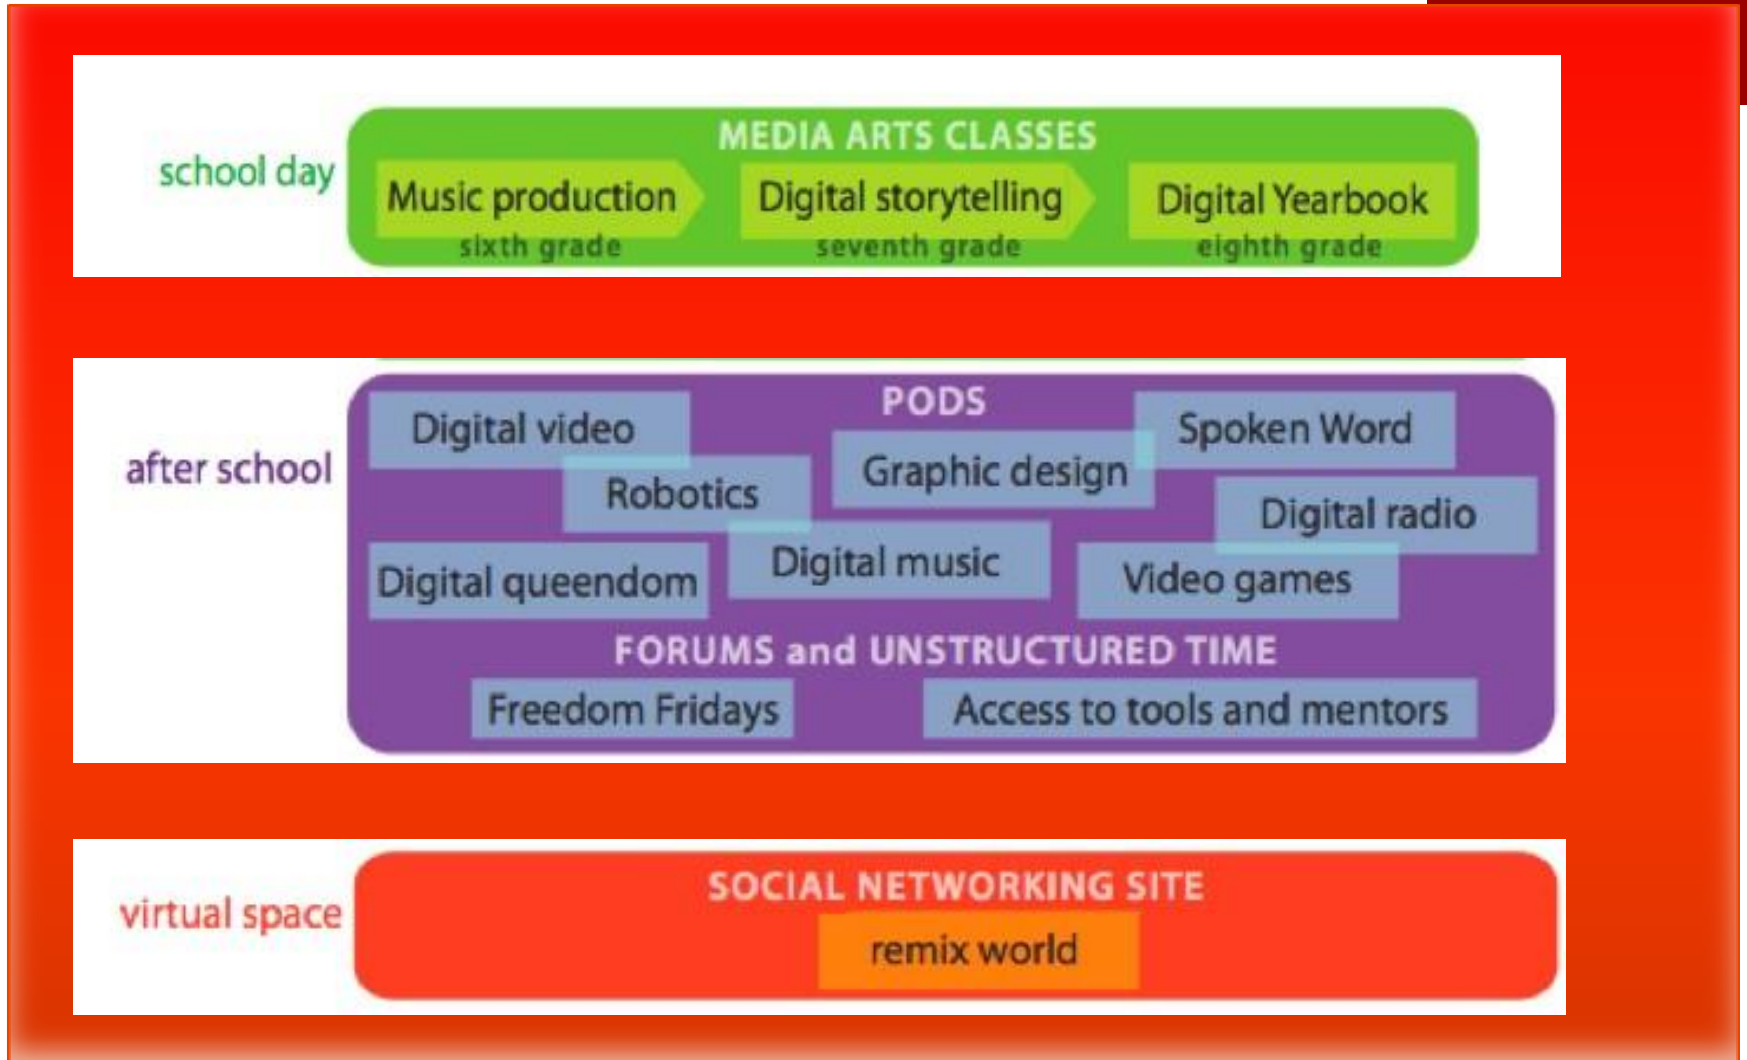 MEDIA ARTS CLASSES
school day
Music production
Digital storytelling
Digital Yearbook
sixth grade
seventh grade
eighth grade
PODS
Digital video
Spoken Word
after school
Graphic design
Robotics
Digital radio
Digital music
Digital queendom
Video games
FORUMS and UNSTRUCTURED TIME
Freedom Fridays
Access to tools and mentors
SOCIAL NETWORKING SITE
virtual space
remix world